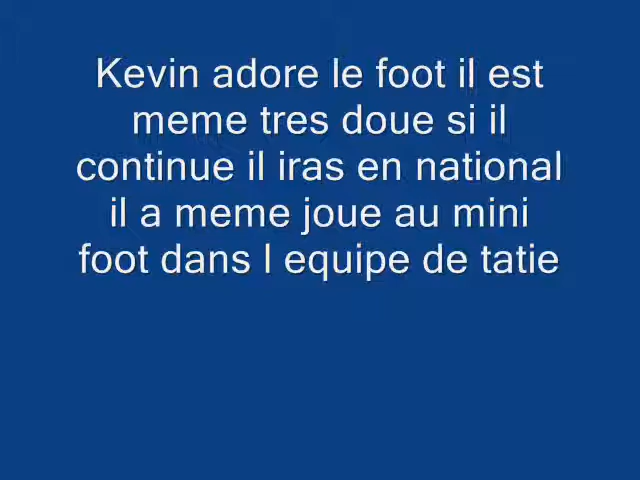 Kevin adore le foot il est
meme tres doue si il
continue il iras en national
il a meme joue au mini
foot dans l equipe de tatie